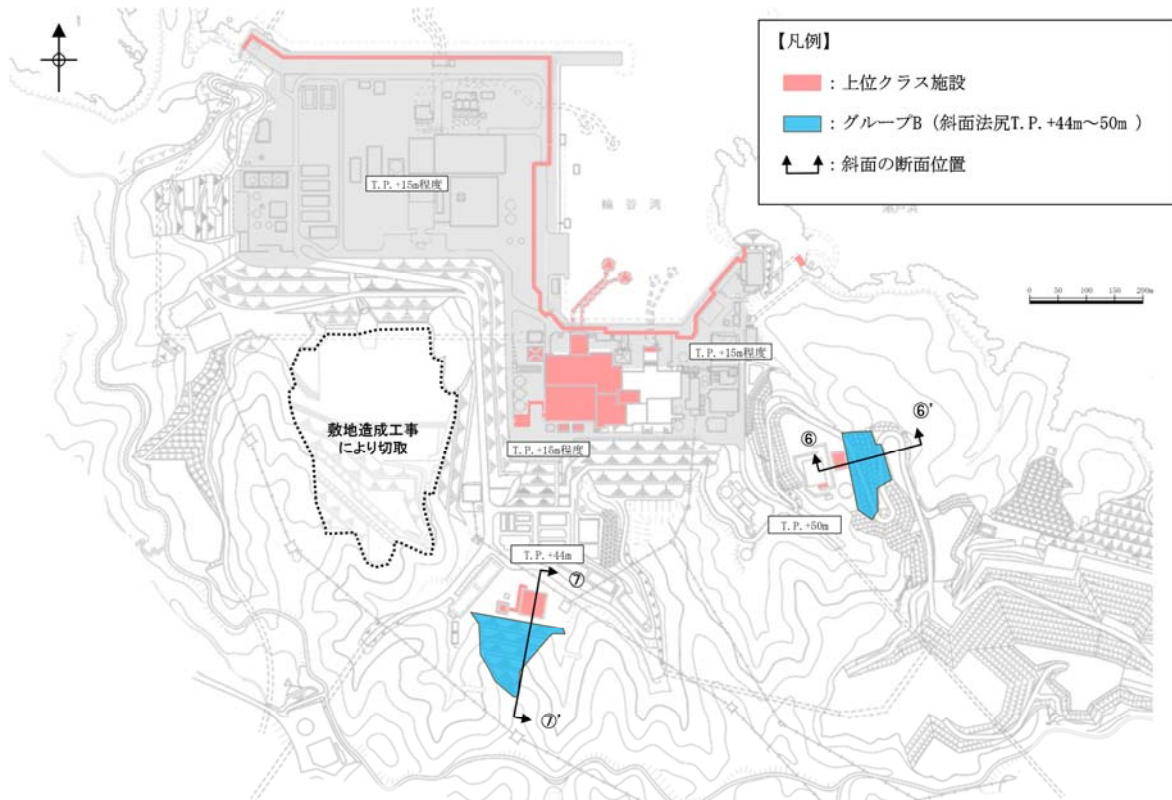 【凡例】
：上位クラス施設
：グループB（斜面法尻T.P.+44m～50m ）
：斜面の断面位置
T.P.+15m程度
輪谷湾
0 50 100 150 200m
T.P.+15m程度
敷地造成工事
により切取
T.P.+15m程度
⑥'
⑥
T.P.+50m
T.P.+44m
⑦
⑦'